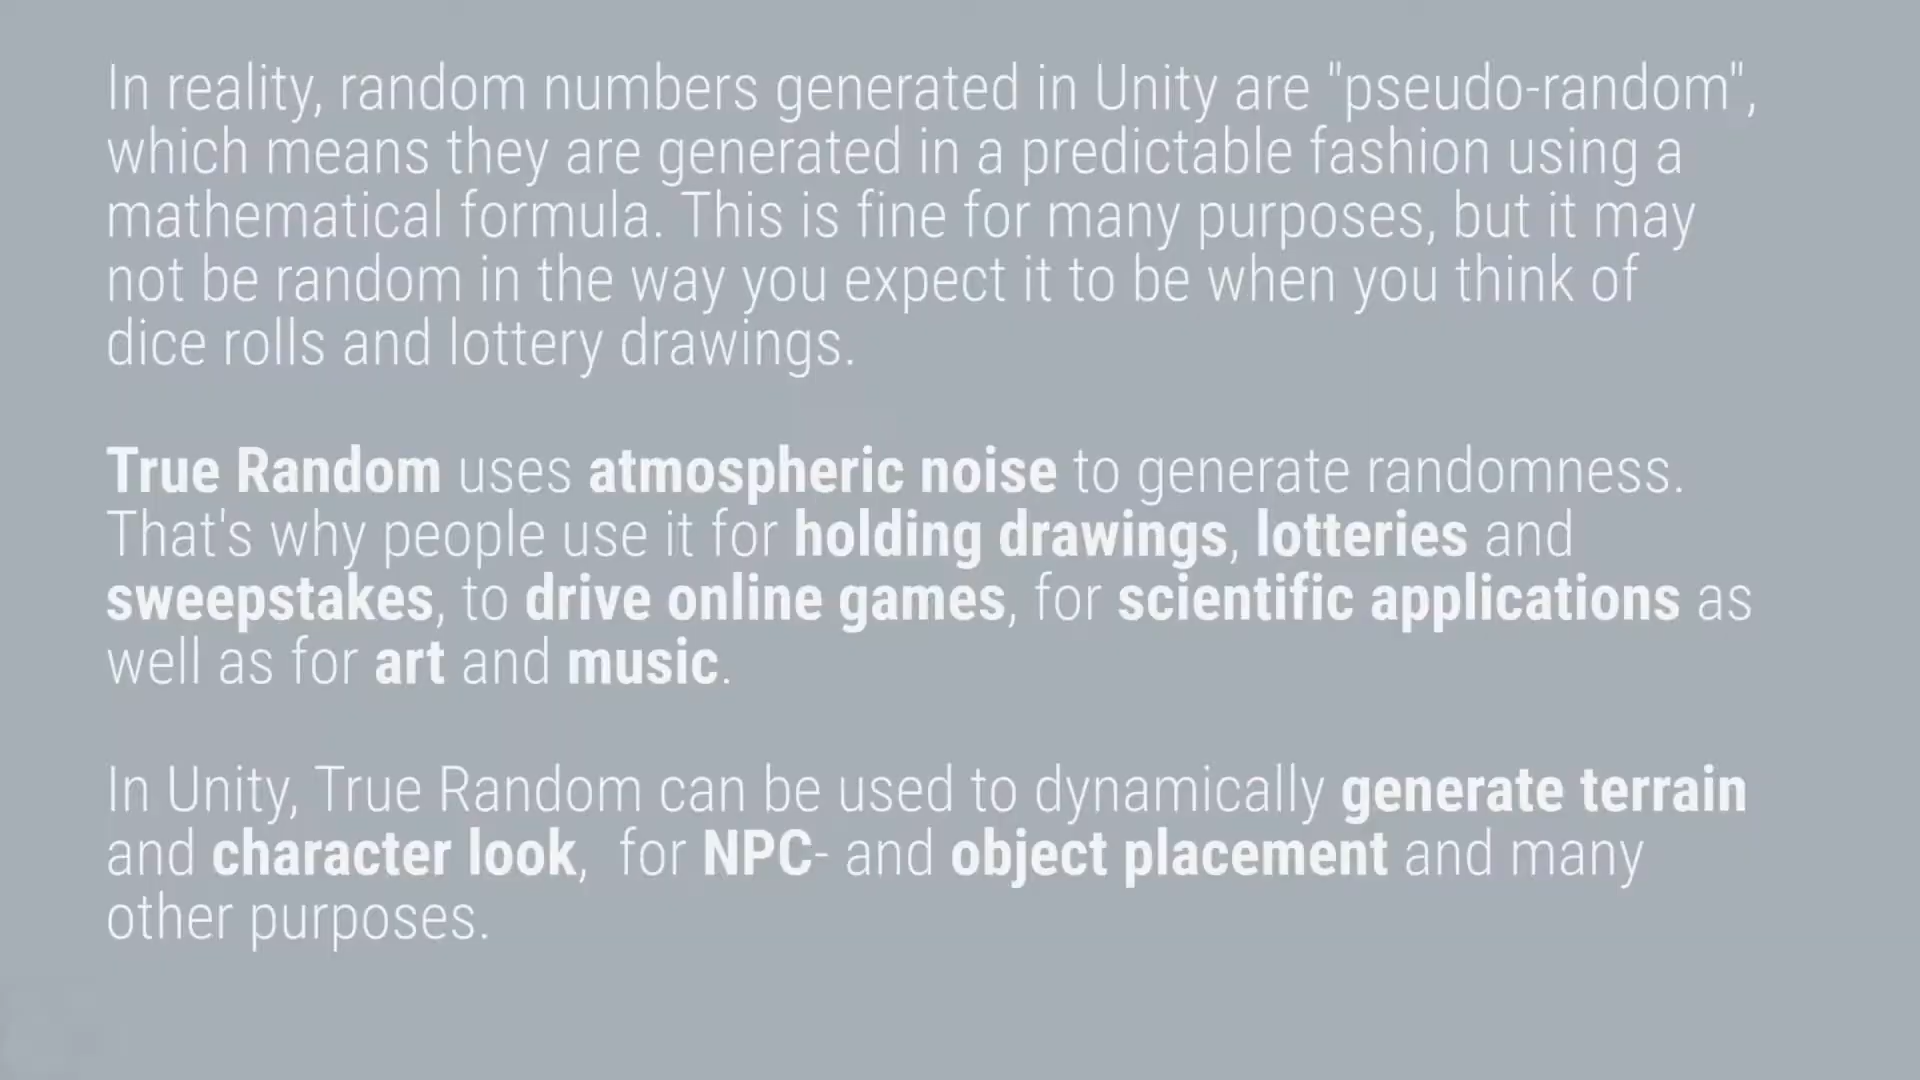 In reality, random numbers generated in Unity are "pseudo-random",
which means they are generated in a predictable fashion using a
mathematical formula. This is fine for many purposes, but it may
not be random in the way you expect it to be when you think of
dice rolls and lottery drawings.
True Random uses atmospheric noise to generate randomness.
That's why people use it for holding drawings, lotteries and
sweepstakes, to drive online games, for scientific applications as
well as for art and music.
In Unity, True Random can be used to dynamically generate terrain
and character look,  for NPC- and object placement and many
other purposes.